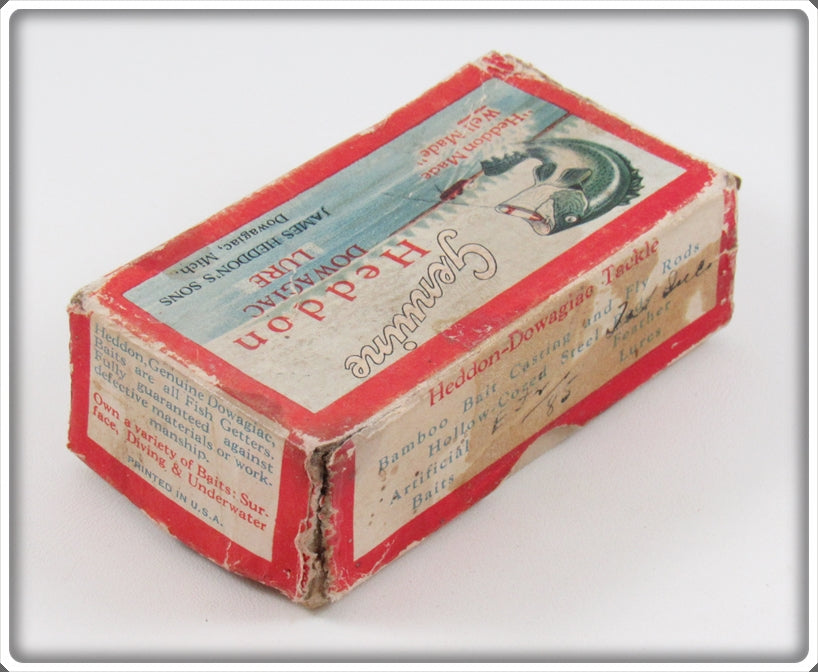 "Heddon Made
Well Made"
Genuine
Heddon
DOWAGIAC
LURE
JAMES HEDDON'S SONS
Dowagiac, Mich.
Heddon-Dowagiac Tackle
Bamboo Bait Casting and Fly Rods
Hollow-Coged Steel
Artificial Feather
Baits Lures
Heddon, Genuine Dowagiac,
Baits are all Fish Getters.
Fully guaranteed against
defective materials or work-
manship.
Own a variety of Baits: Sur-
face, Diving & Underwater
PRINTED IN U.S.A.